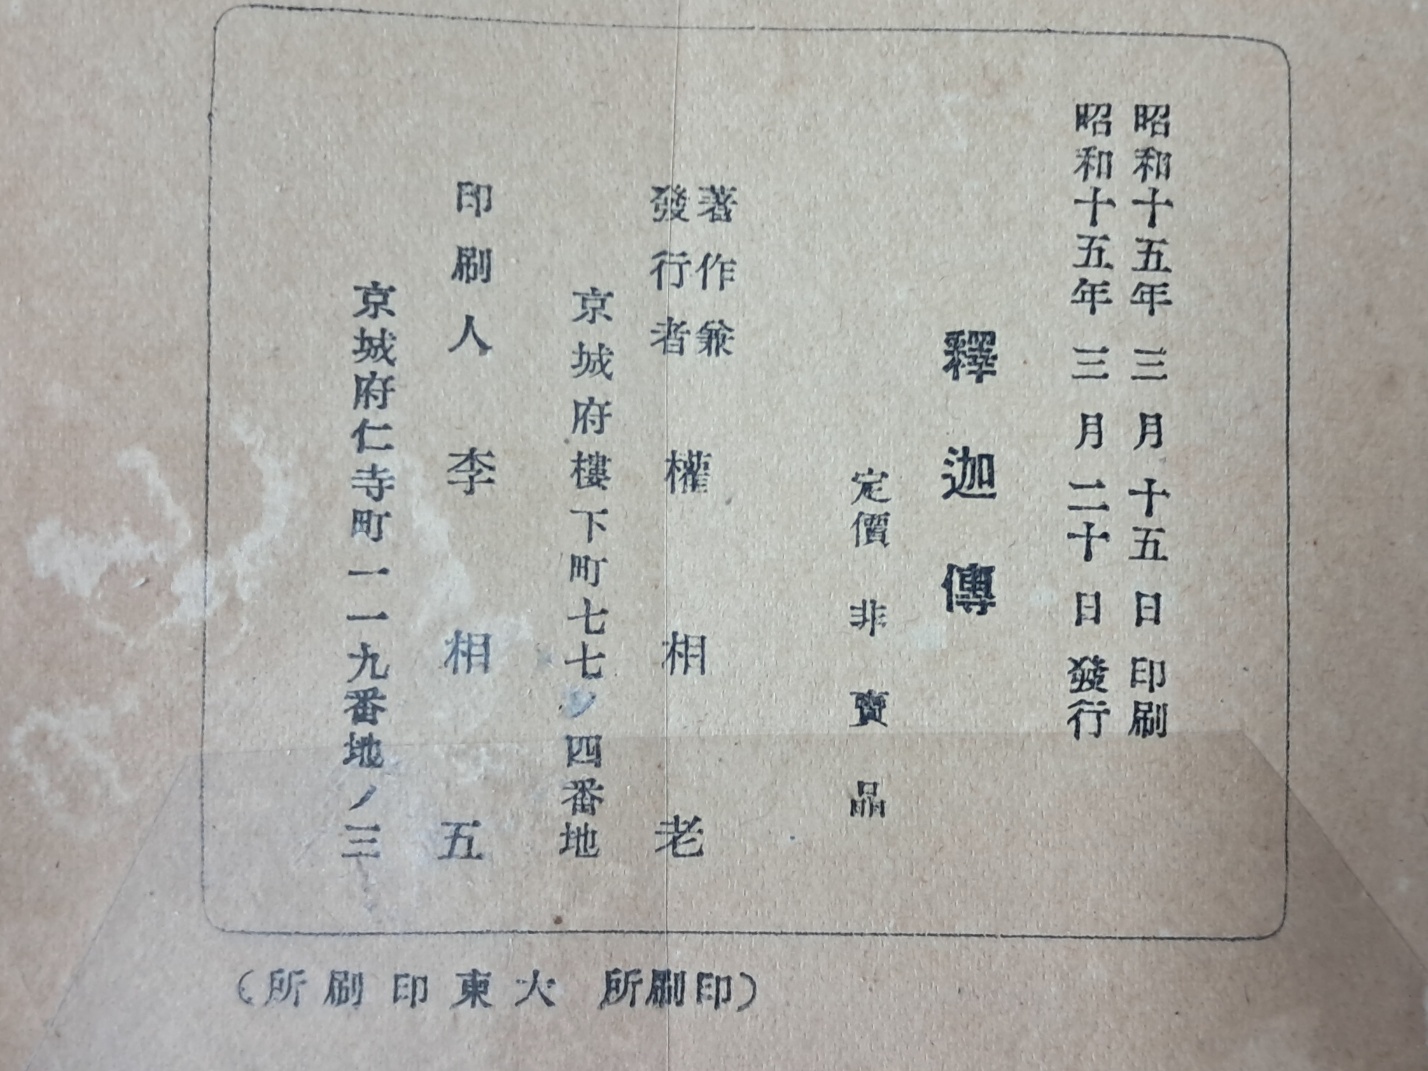 昭和十五年 三月十五日 印刷
昭和十五年 三月二十日 發行
釋迦傳
定價 非賣品
著作兼
發行者 權相老
京城府樓下町七七ノ四番地
印刷人 李相五
京城府仁寺町一一九番地ノ三
(印刷所 大東印刷所)